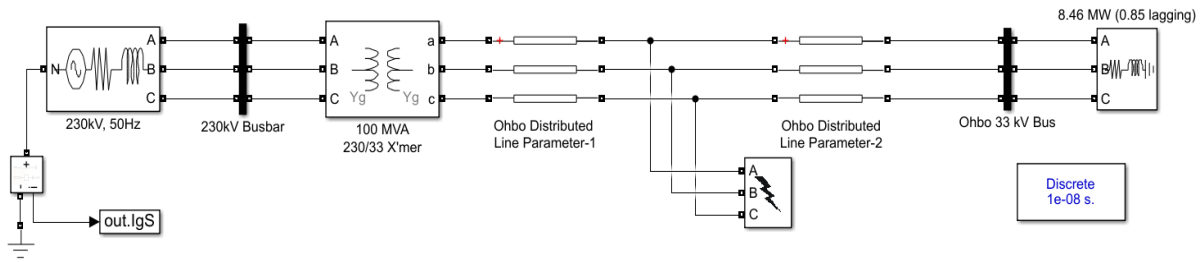 8.46 MW (0.85 lagging)
N
A
B
C
A
B
C
Yg
Yg
a
b
c
A
B
C
230kV, 50Hz
230kV Busbar
100 MVA
230/33 X'mer
Ohbo Distributed
Line Parameter-1
Ohbo Distributed
Line Parameter-2
Ohbo 33 kV Bus
A
B
C
Discrete
1e-08 s.
out.IgS